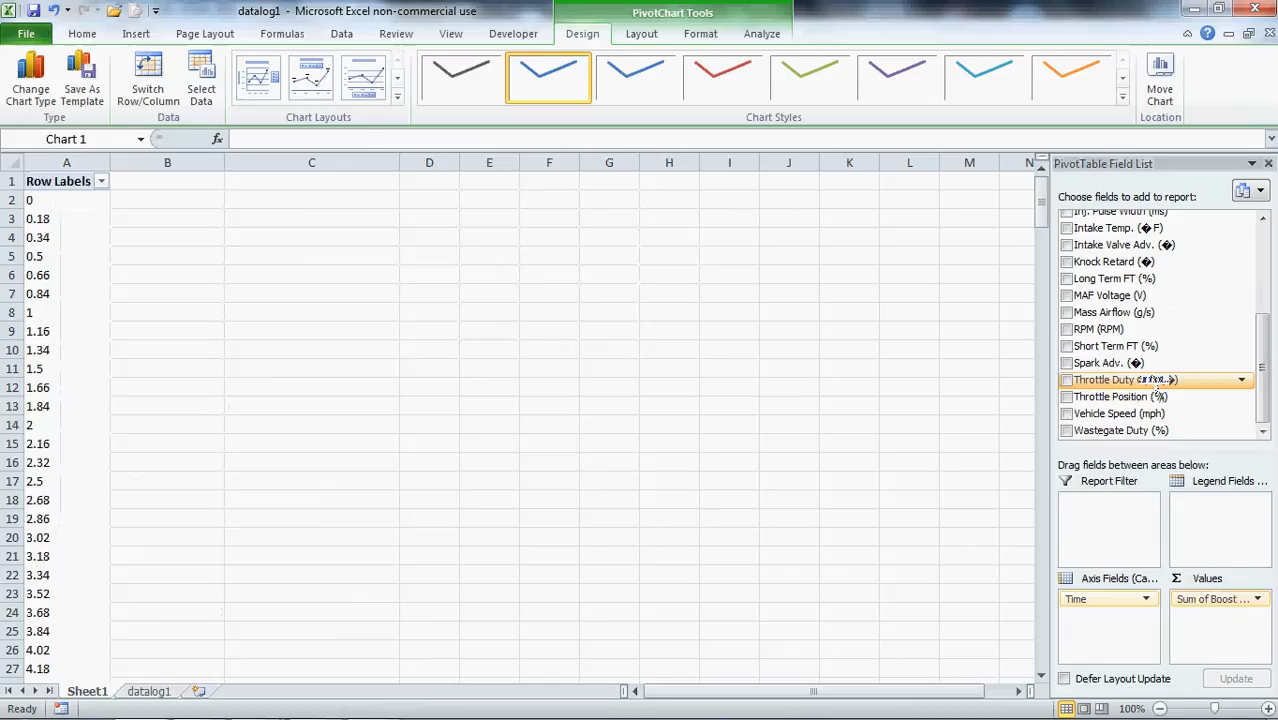 datalog1 - Microsoft Excel non-commercial use
PivotChart Tools
File Home Insert Page Layout Formulas Data Review View Developer Design Layout Format Analyze
Change Chart Type
Save As Template
Switch Row/Column
Select Data
Move Chart
Type Data Chart Layouts Chart Styles Location
Chart 1 fx
PivotTable Field List
A B C D E F G H I J K L M N
1 Row Labels
2 0
3 0.18
4 0.34
5 0.5
6 0.66
7 0.84
8 1
9 1.16
10 1.34
11 1.5
12 1.66
13 1.84
14 2
15 2.16
16 2.32
17 2.5
18 2.68
19 2.86
20 3.02
21 3.18
22 3.34
23 3.52
24 3.68
25 3.84
26 4.02
27 4.18
Choose fields to add to report:
Inj. Pulse Width (ms)
Intake Temp. (� F)
Intake Valve Adv. (�)
Knock Retard (�)
Long Term FT (%)
MAF Voltage (V)
Mass Airflow (g/s)
RPM (RPM)
Short Term FT (%)
Spark Adv. (�)
Throttle Duty
Throttle Position (%)
Vehicle Speed (mph)
Wastegate Duty (%)
Drag fields between areas below:
Report Filter
Legend Fields ...
Axis Fields (Ca...
Σ Values
Time
Sum of Boost ...
Defer Layout Update
Update
Sheet1 datalog1
Ready
100%